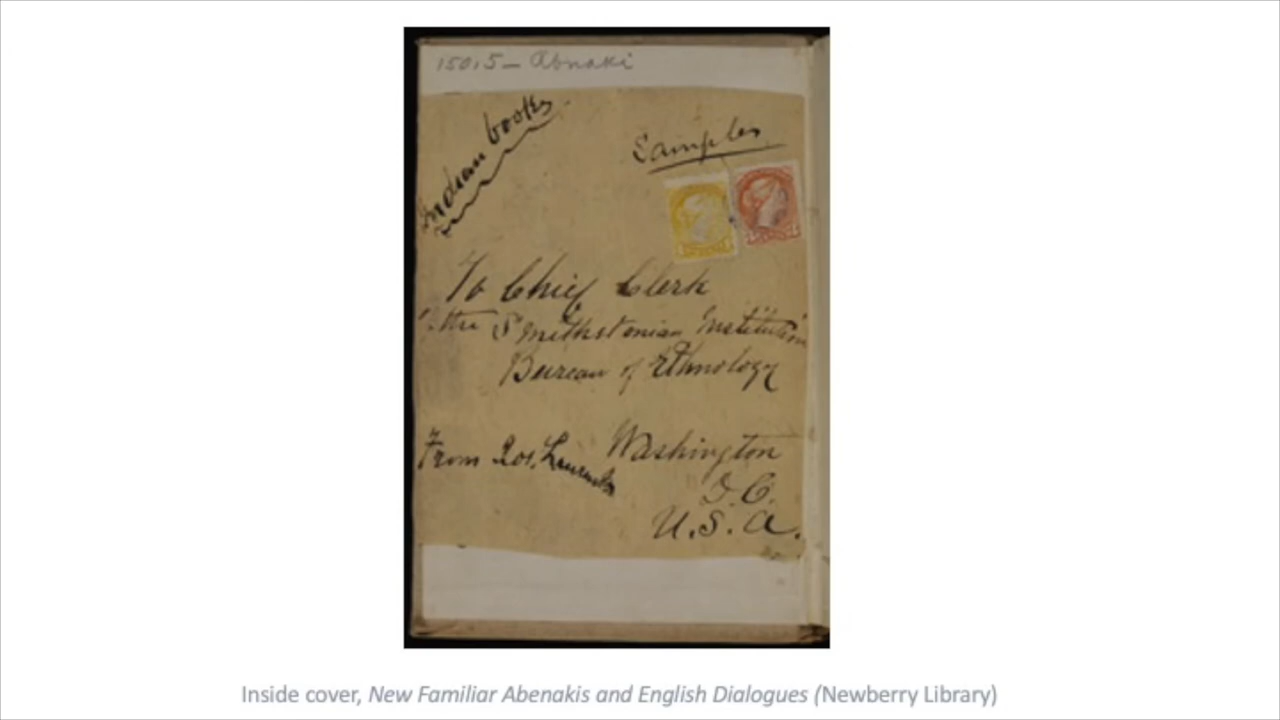 15015 — Abnaki
Indian books
Samples
To Chief Clerk
the Smithstonian Institution
Bureau of Ethnology
From Jos. Laurent
Washington
D. C.
U. S. A.
Inside cover, New Familiar Abenakis and English Dialogues (Newberry Library)